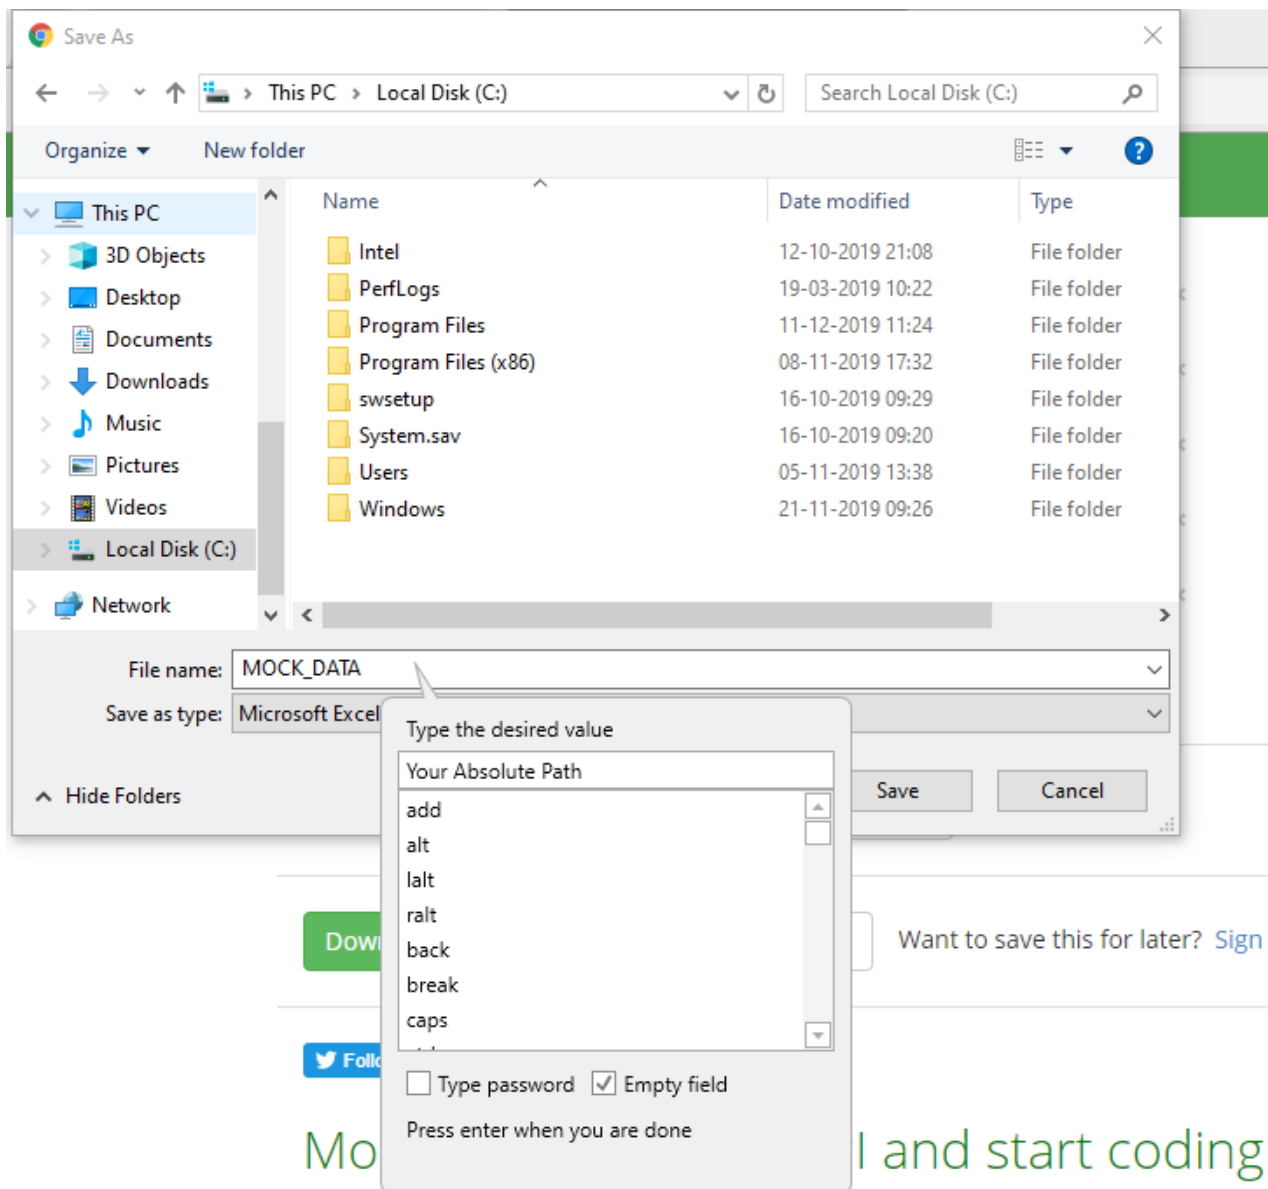 Save As
This PC > Local Disk (C:)
Search Local Disk (C:)
Organize
New folder
Name
Date modified
Type
This PC
3D Objects
Desktop
Documents
Downloads
Music
Pictures
Videos
Local Disk (C:)
Network
Intel 12-10-2019 21:08 File folder
PerfLogs 19-03-2019 10:22 File folder
Program Files 11-12-2019 11:24 File folder
Program Files (x86) 08-11-2019 17:32 File folder
swsetup 16-10-2019 09:29 File folder
System.sav 16-10-2019 09:20 File folder
Users 05-11-2019 13:38 File folder
Windows 21-11-2019 09:26 File folder
File name: MOCK_DATA
Save as type: Microsoft Excel
Hide Folders
Save
Cancel
Type the desired value
Your Absolute Path
add
alt
lalt
ralt
back
break
caps
Type password
Empty field
Press enter when you are done
Dow
Want to save this for later? Sign
Foll
Mo
and start coding